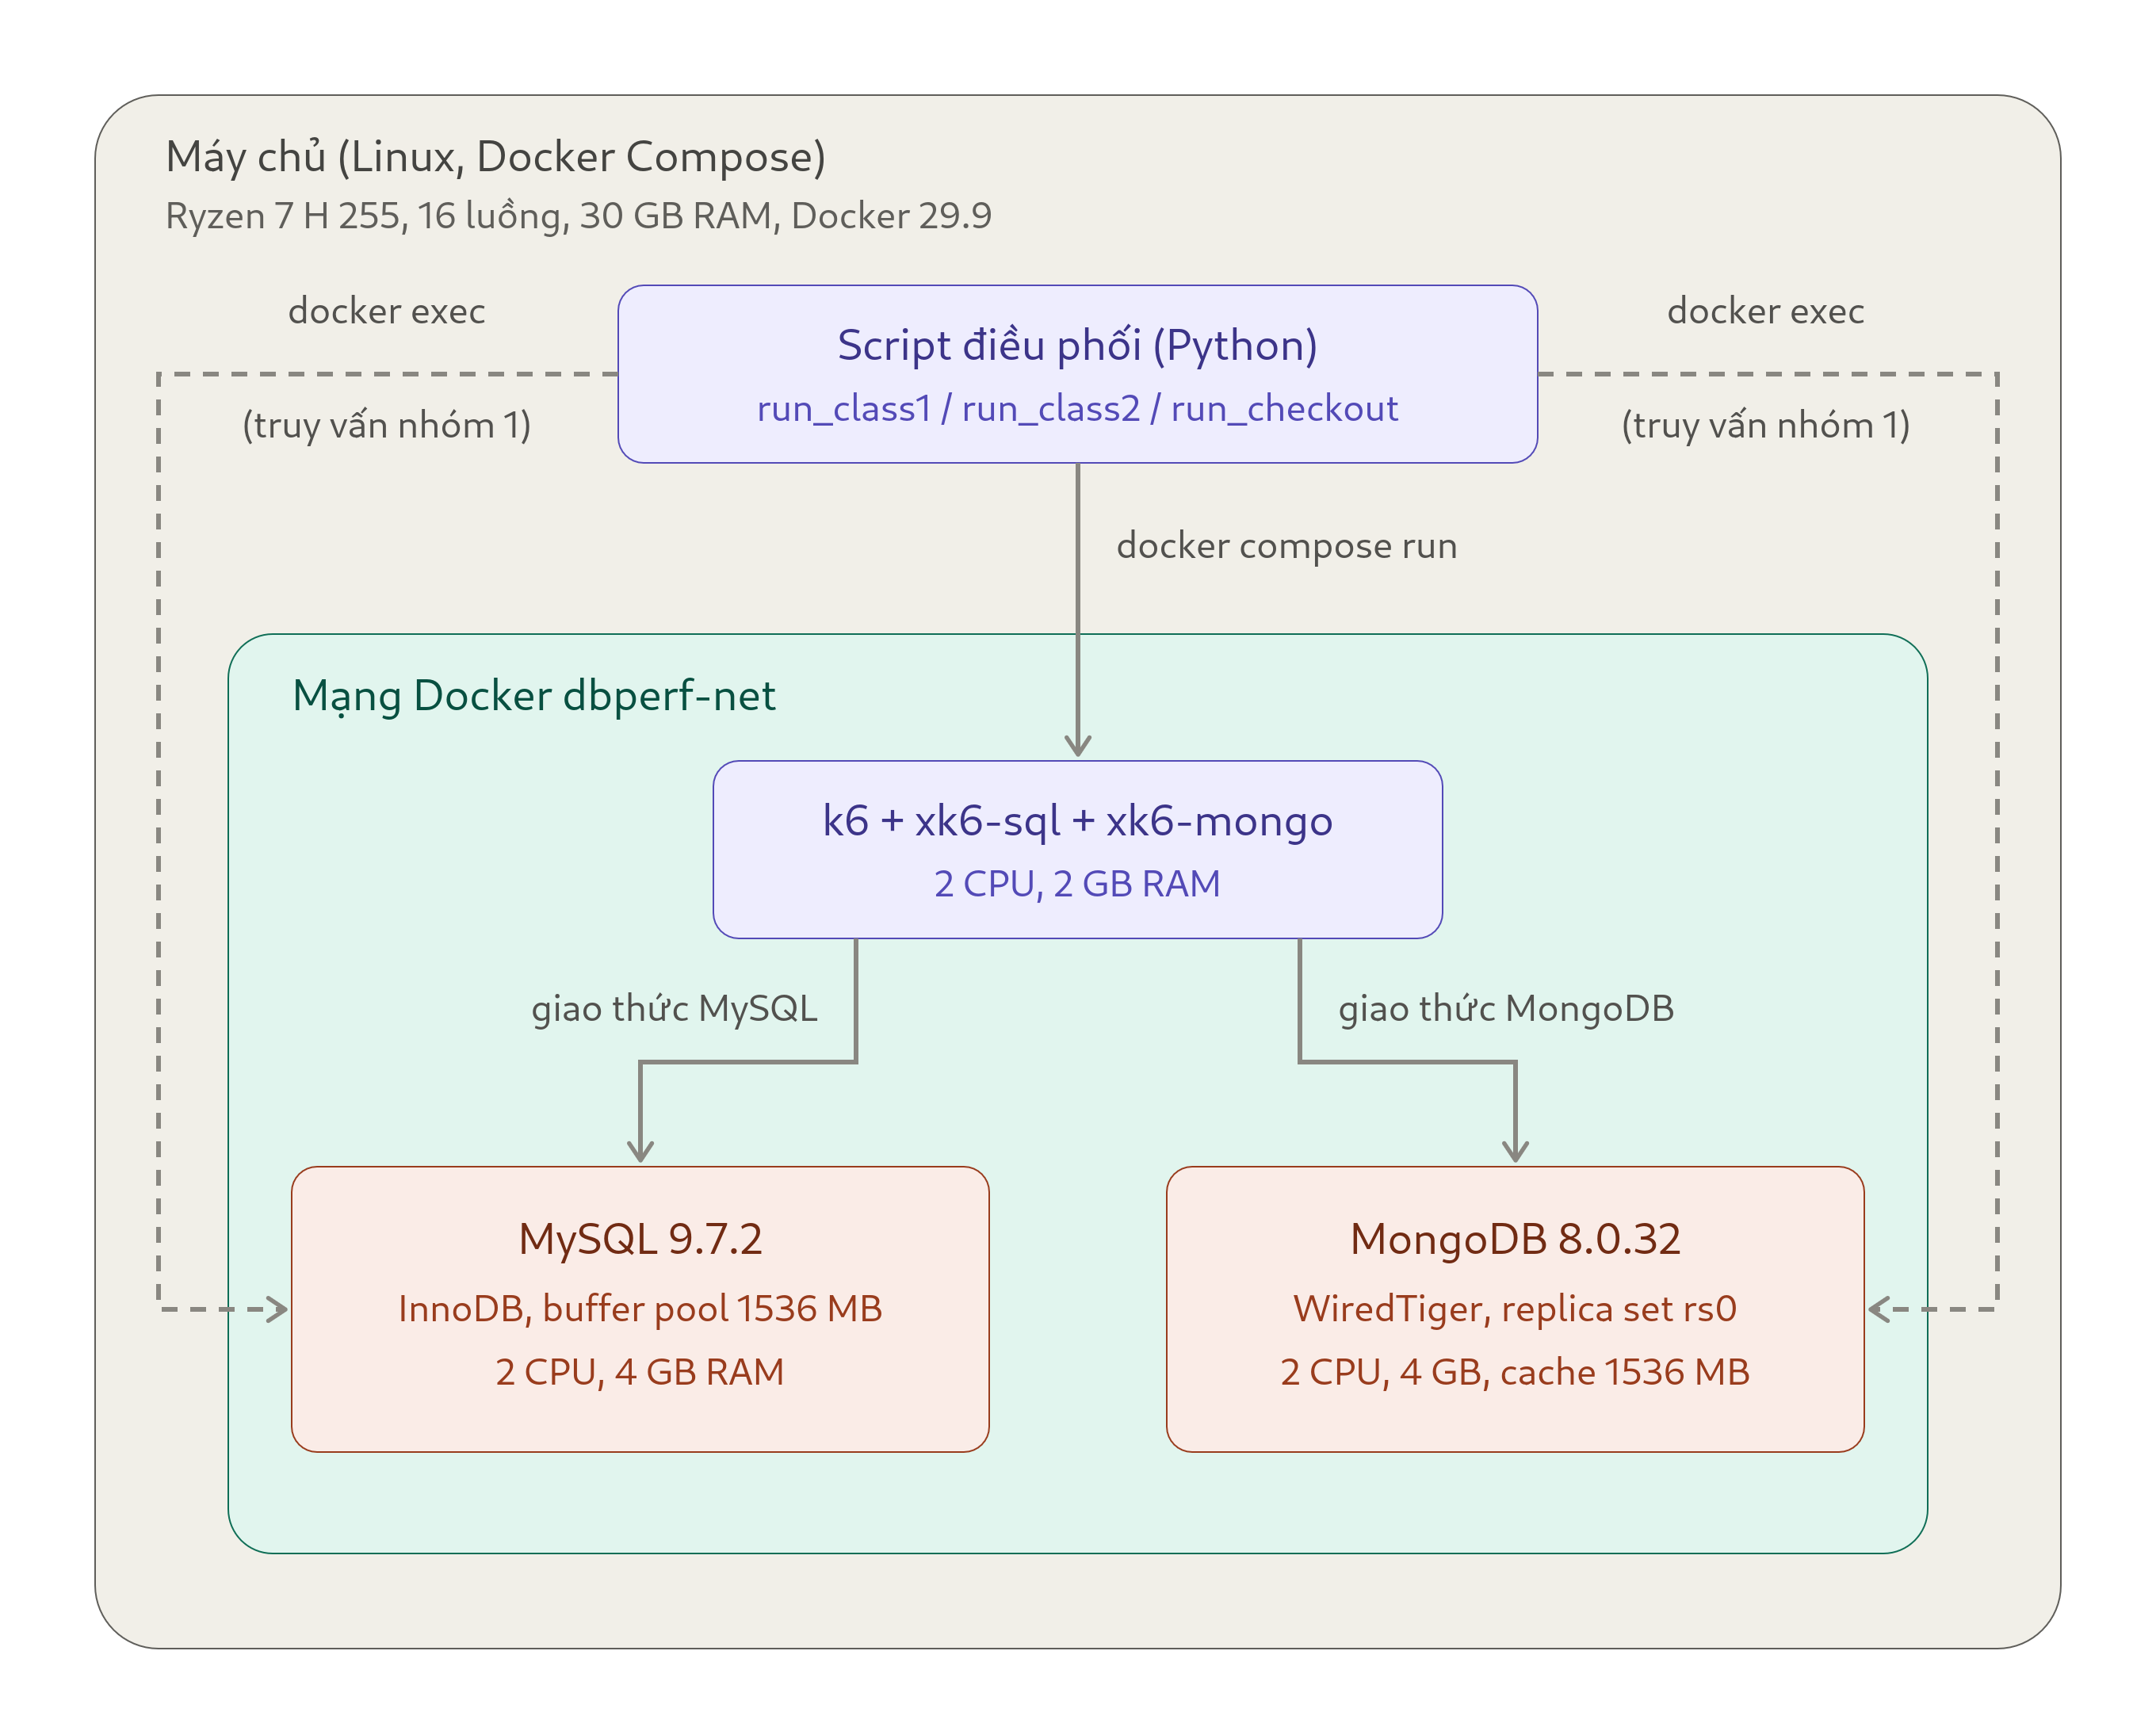 Máy chủ (Linux, Docker Compose)
Ryzen 7 H 255, 16 luồng, 30 GB RAM, Docker 29.9
docker exec
(truy vấn nhóm 1)
Script điều phối (Python)
run_class1 / run_class2 / run_checkout
docker exec
(truy vấn nhóm 1)
docker compose run
Mạng Docker dbperf-net
k6 + xk6-sql + xk6-mongo
2 CPU, 2 GB RAM
giao thức MySQL
giao thức MongoDB
MySQL 9.7.2
InnoDB, buffer pool 1536 MB
2 CPU, 4 GB RAM
MongoDB 8.0.32
WiredTiger, replica set rs0
2 CPU, 4 GB, cache 1536 MB